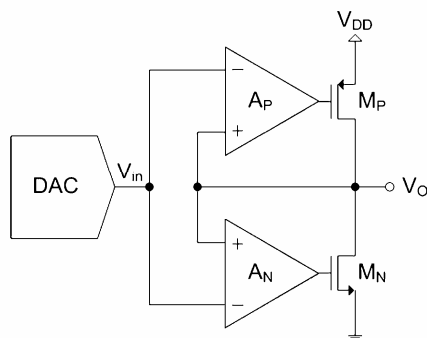 V_DD
−
A_P
M_P
+
DAC
V_in
V_O
+
A_N
M_N
−